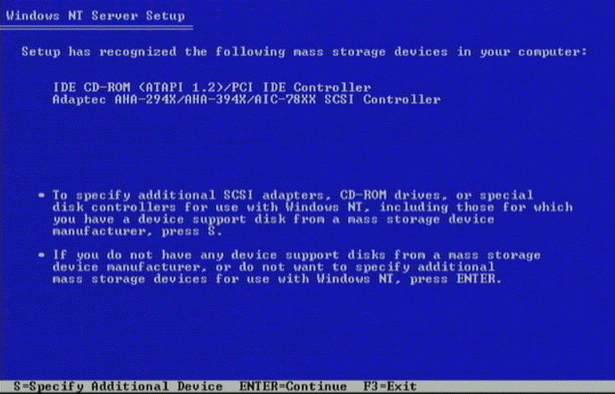 Windows NT Server Setup
Setup has recognized the following mass storage devices in your computer:
IDE CD-ROM (ATAPI 1.2)/PCI IDE Controller
Adaptec AHA-294X/AHA-394X/AIC-78XX SCSI Controller
• To specify additional SCSI adapters, CD-ROM drives, or special
disk controllers for use with Windows NT, including those for which
you have a device support disk from a mass storage device
manufacturer, press S.
• If you do not have any device support disks from a mass storage
device manufacturer, or do not want to specify additional
mass storage devices for use with Windows NT, press ENTER.
S=Specify Additional Device ENTER=Continue F3=Exit